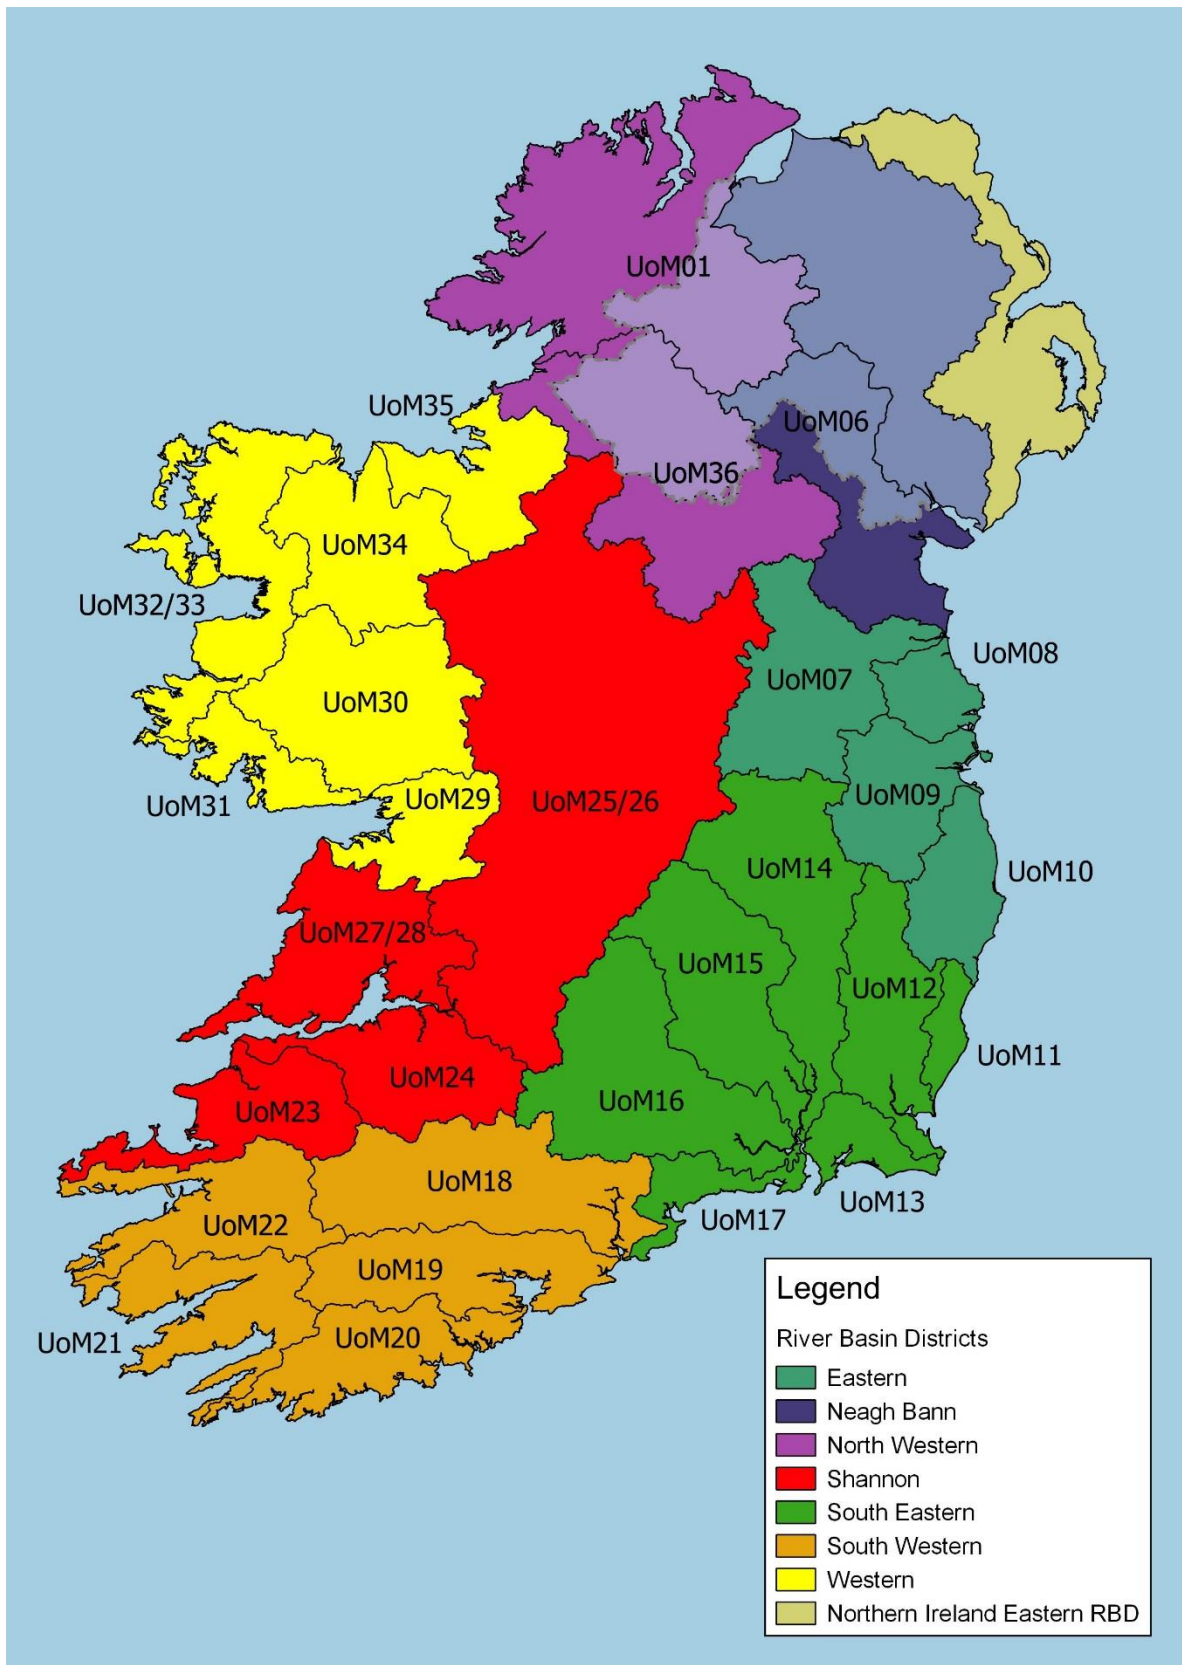 UoM01
UoM35
UoM06
UoM36
UoM34
UoM32/33
UoM08
UoM07
UoM30
UoM31
UoM29
UoM25/26
UoM09
UoM14
UoM10
UoM27/28
UoM15
UoM12
UoM11
UoM24
UoM23
UoM16
UoM18
UoM13
UoM22
UoM17
UoM19
UoM21
UoM20
Legend
River Basin Districts
Eastern
Neagh Bann
North Western
Shannon
South Eastern
South Western
Western
Northern Ireland Eastern RBD